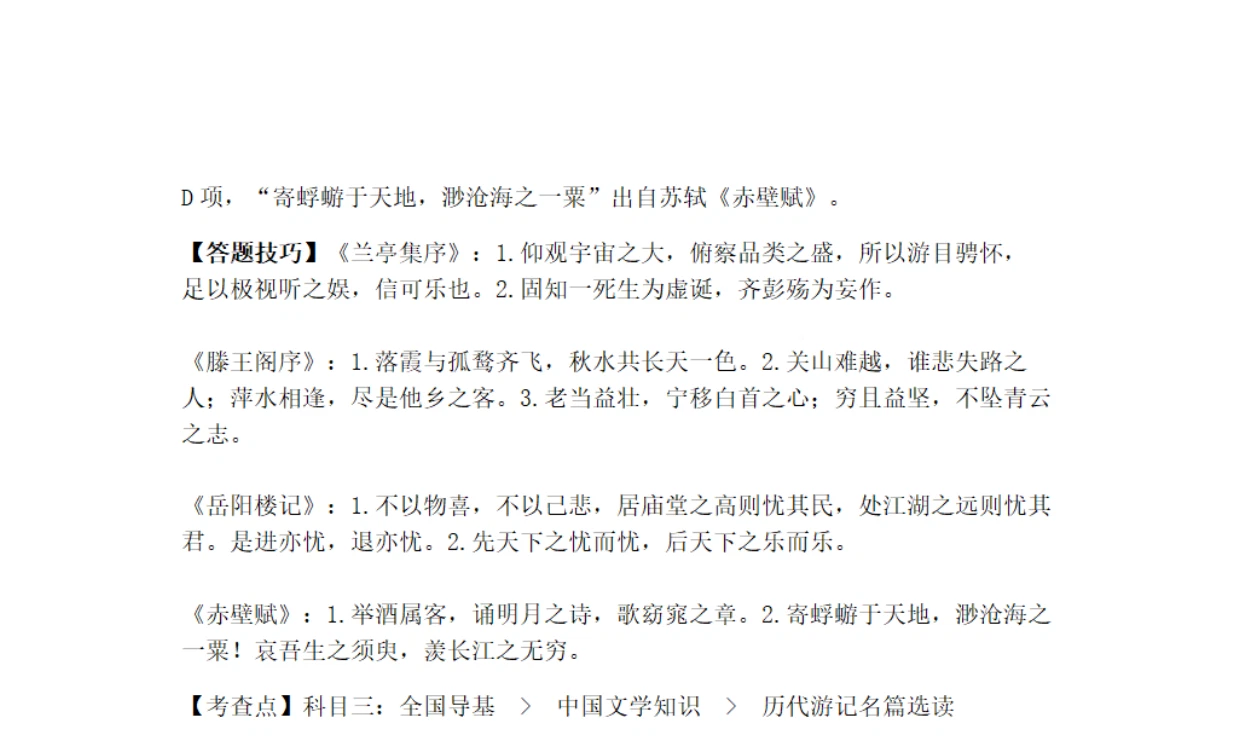 D 项，“寄蜉蝣于天地，渺沧海之一粟”出自苏轼《赤壁赋》。
【答题技巧】《兰亭集序》：1.仰观宇宙之大，俯察品类之盛，所以游目骋怀，
足以极视听之娱，信可乐也。2.固知一死生为虚诞，齐彭殇为妄作。
《滕王阁序》：1.落霞与孤鹜齐飞，秋水共长天一色。2.关山难越，谁悲失路之
人；萍水相逢，尽是他乡之客。3.老当益壮，宁移白首之心；穷且益坚，不坠青云
之志。
《岳阳楼记》：1.不以物喜，不以己悲，居庙堂之高则忧其民，处江湖之远则忧其
君。是进亦忧，退亦忧。2.先天下之忧而忧，后天下之乐而乐。
《赤壁赋》：1.举酒属客，诵明月之诗，歌窈窕之章。2.寄蜉蝣于天地，渺沧海之
一粟！哀吾生之须臾，羡长江之无穷。
【考查点】科目三：全国导基 > 中国文学知识 > 历代游记名篇选读